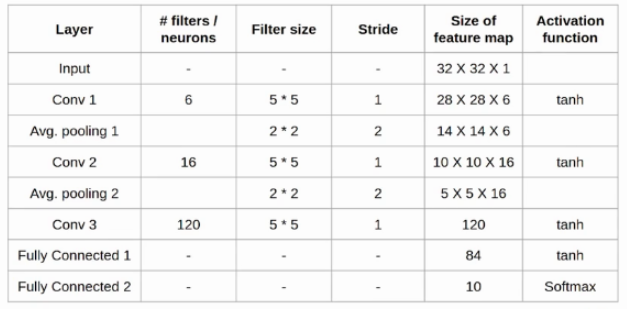 Layer # filters / neurons Filter size Stride Size of feature map Activation function
Input - - - 32 X 32 X 1
Conv 1 6 5 * 5 1 28 X 28 X 6 tanh
Avg. pooling 1 2 * 2 2 14 X 14 X 6
Conv 2 16 5 * 5 1 10 X 10 X 16 tanh
Avg. pooling 2 2 * 2 2 5 X 5 X 16
Conv 3 120 5 * 5 1 120 tanh
Fully Connected 1 - - - 84 tanh
Fully Connected 2 - - - 10 Softmax